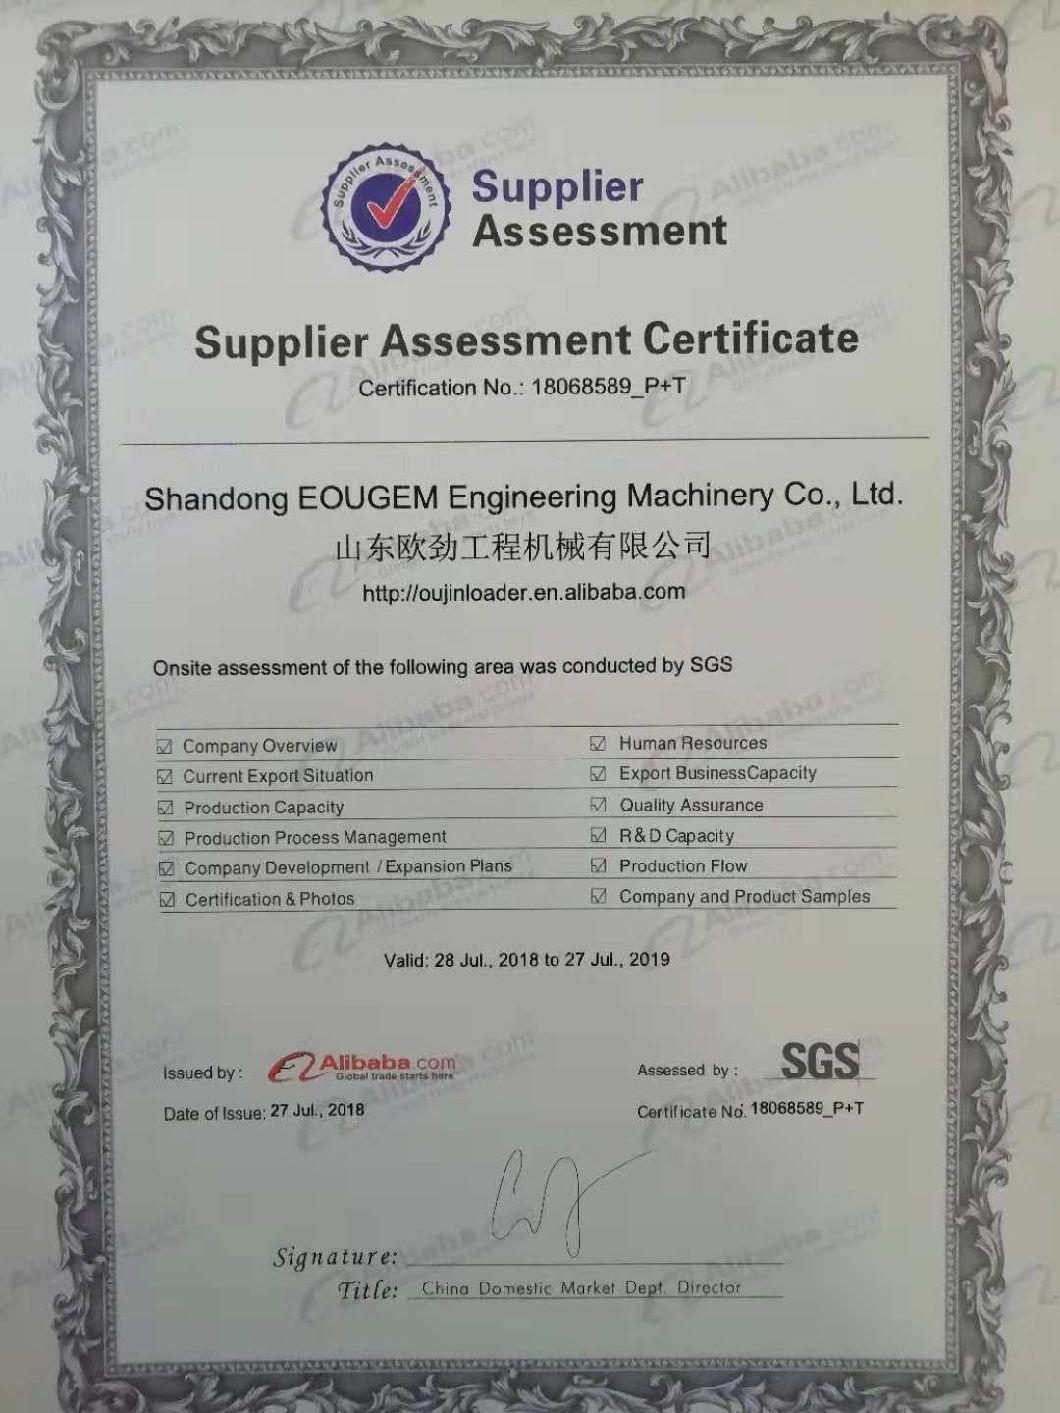 Supplier Assessment
Supplier
Assessment
Supplier Assessment Certificate
Certification No.: 18068589_P+T
Shandong EOUGEM Engineering Machinery Co., Ltd.
山东欧劲工程机械有限公司
http://oujinloader.en.alibaba.com
Onsite assessment of the following area was conducted by SGS
Company Overview
Human Resources
Current Export Situation
Export BusinessCapacity
Production Capacity
Quality Assurance
Production Process Management
R&D Capacity
Company Development / Expansion Plans
Production Flow
Certification & Photos
Company and Product Samples
Valid: 28 Jul., 2018 to 27 Jul., 2019
Issued by: Alibaba.com
Global trade starts here
Assessed by : SGS
Date of Issue: 27 Jul., 2018
Certificate No. 18068589_P+T
Signature:
Title: China Domestic Market Dept. Director